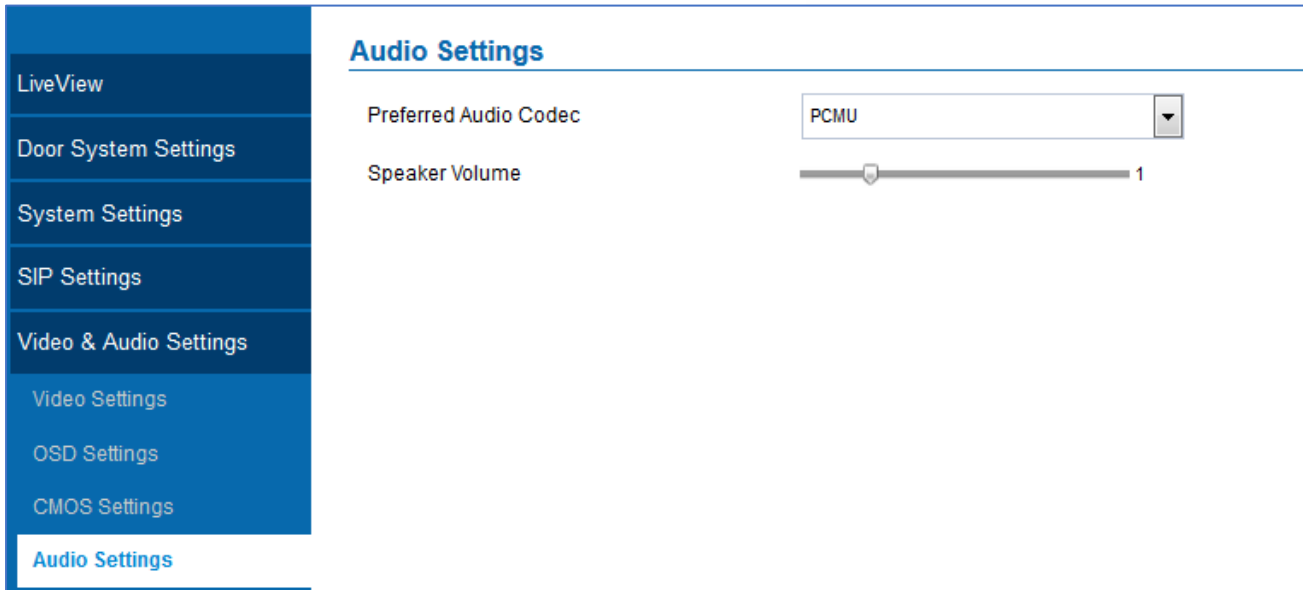 LiveView
Door System Settings
System Settings
SIP Settings
Video & Audio Settings
Video Settings
OSD Settings
CMOS Settings
Audio Settings
Audio Settings
Preferred Audio Codec PCMU
Speaker Volume 1